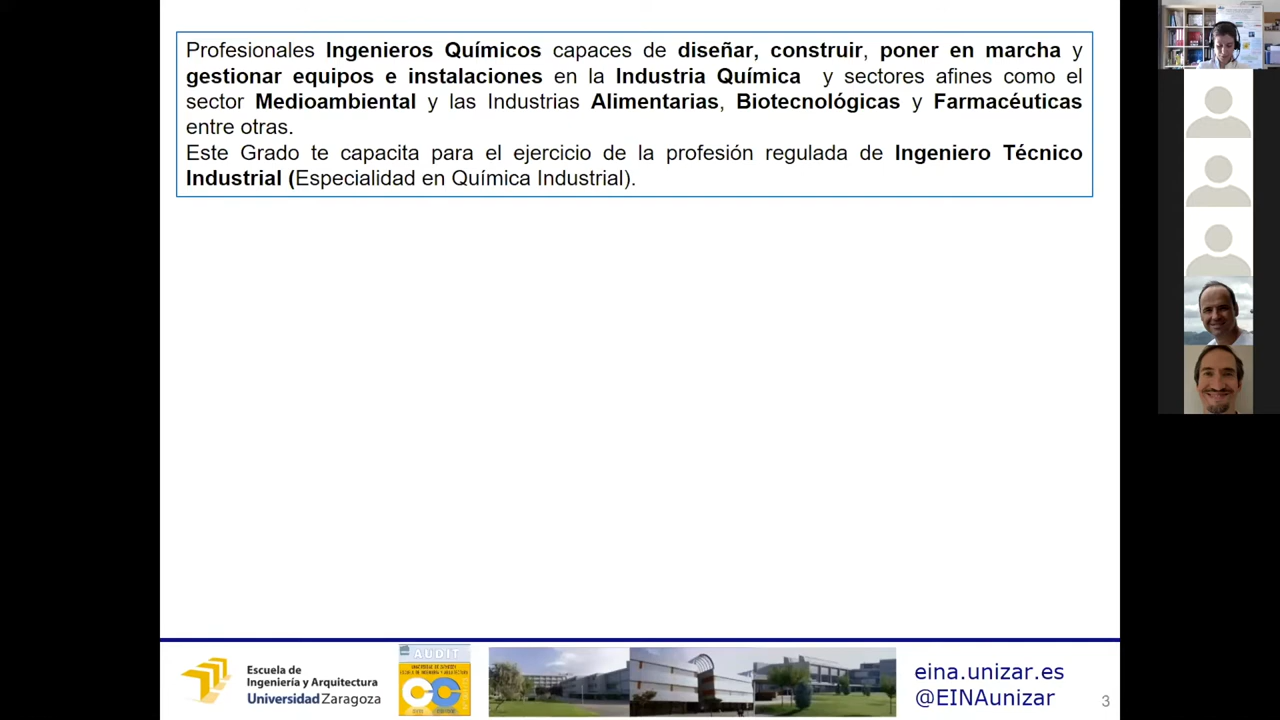 Profesionales Ingenieros Químicos capaces de diseñar, construir, poner en marcha y
gestionar equipos e instalaciones en la Industria Química y sectores afines como el
sector Medioambiental y las Industrias Alimentarias, Biotecnológicas y Farmacéuticas
entre otras.
Este Grado te capacita para el ejercicio de la profesión regulada de Ingeniero Técnico
Industrial (Especialidad en Química Industrial).
Escuela de
Ingeniería y Arquitectura
Universidad Zaragoza
AUDIT
eina.unizar.es
@EINAunizar
3